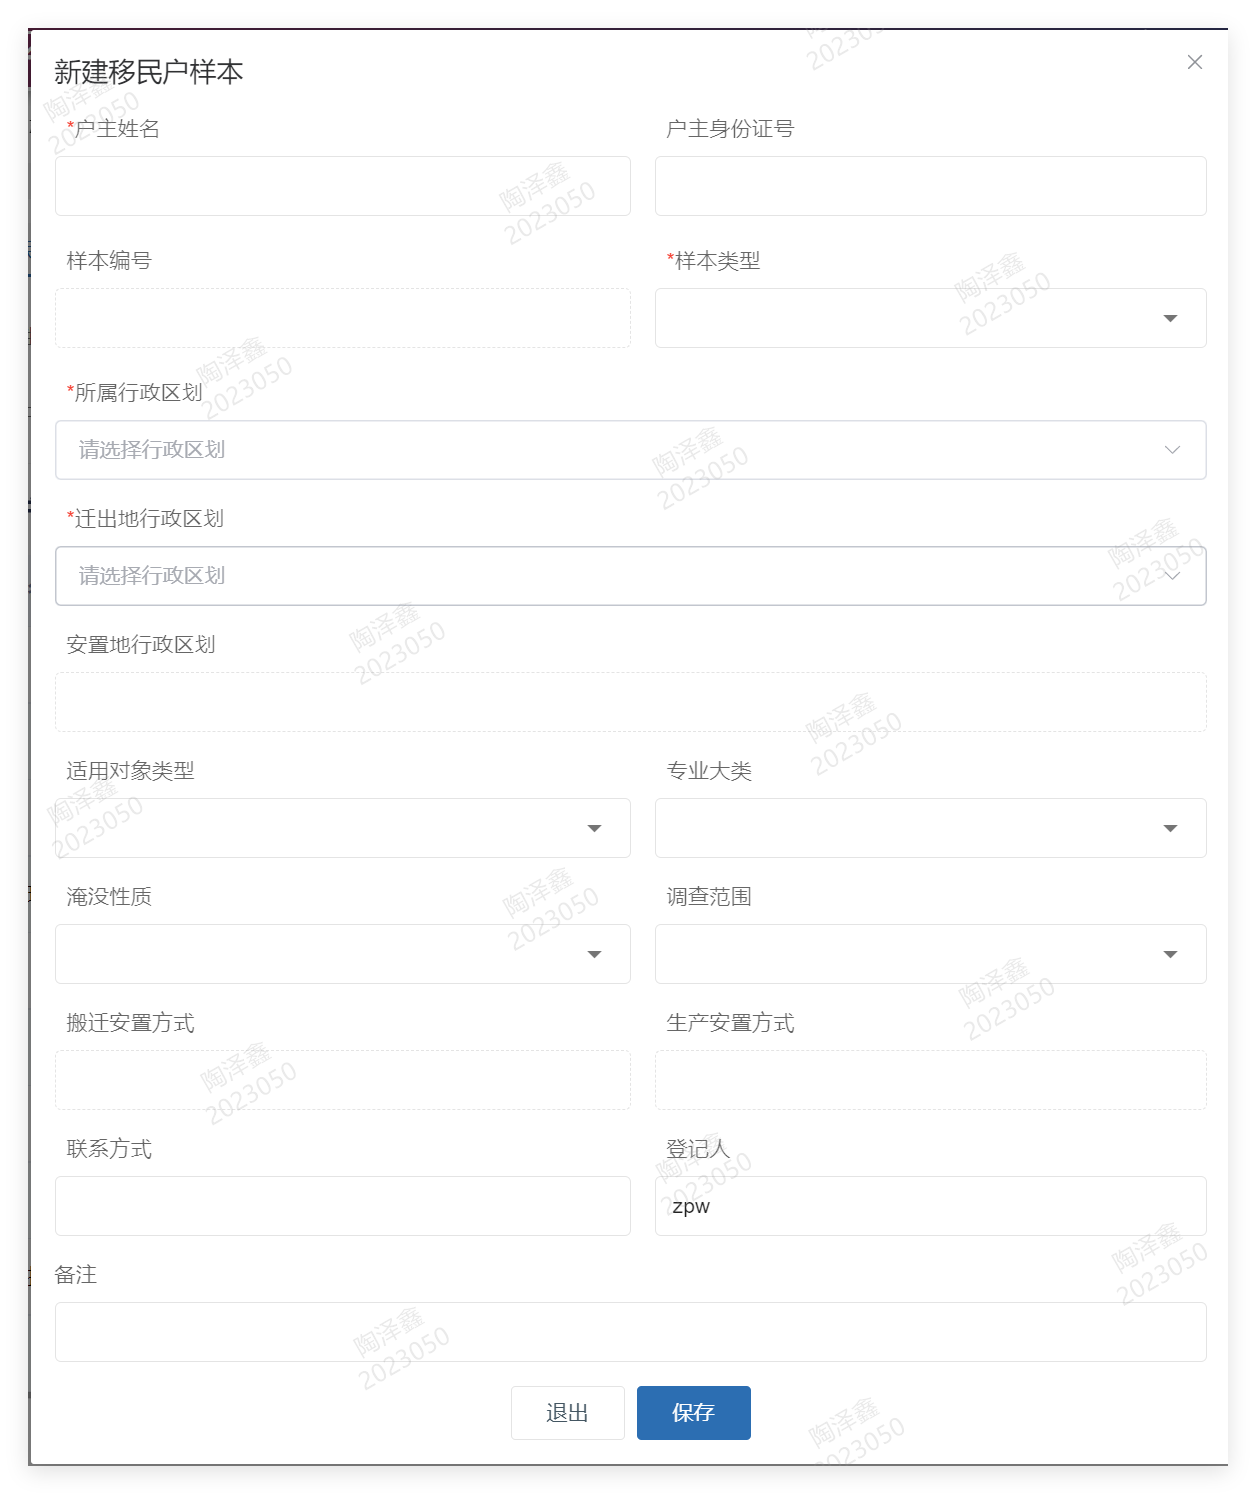 新建移民户样本
*户主姓名 户主身份证号
样本编号 *样本类型
*所属行政区划
请选择行政区划
*迁出地行政区划
请选择行政区划
安置地行政区划
适用对象类型 专业大类
淹没性质 调查范围
搬迁安置方式 生产安置方式
联系方式 登记人
zpw
备注
退出 保存
陶泽鑫
2023050